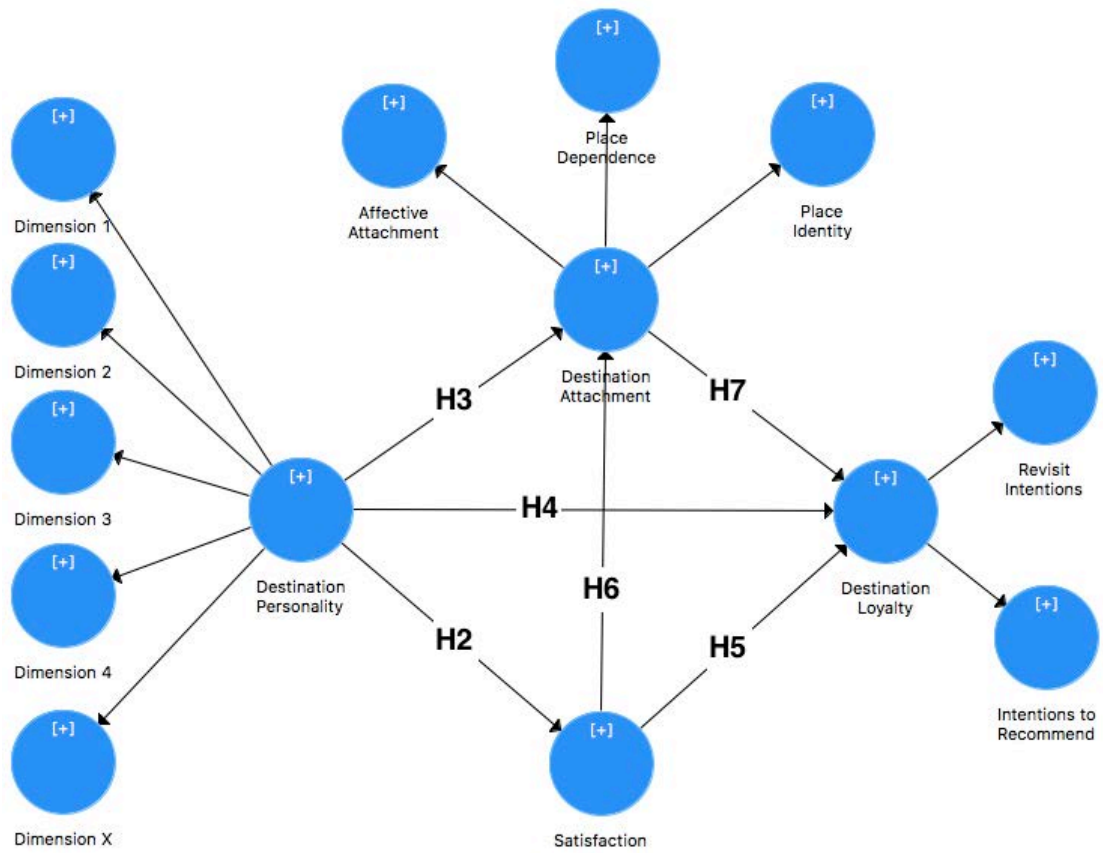 [+]
Place
Dependence
[+]
Affective
Attachment
[+]
Place
Identity
[+]
Dimension 1
[+]
Dimension 2
[+]
Dimension 3
[+]
Dimension 4
[+]
Dimension X
[+]
Destination
Attachment
H3
H7
[+]
Destination
Personality
H4
H6
H2
H5
[+]
Destination
Loyalty
[+]
Revisit
Intentions
[+]
Intentions to
Recommend
[+]
Satisfaction